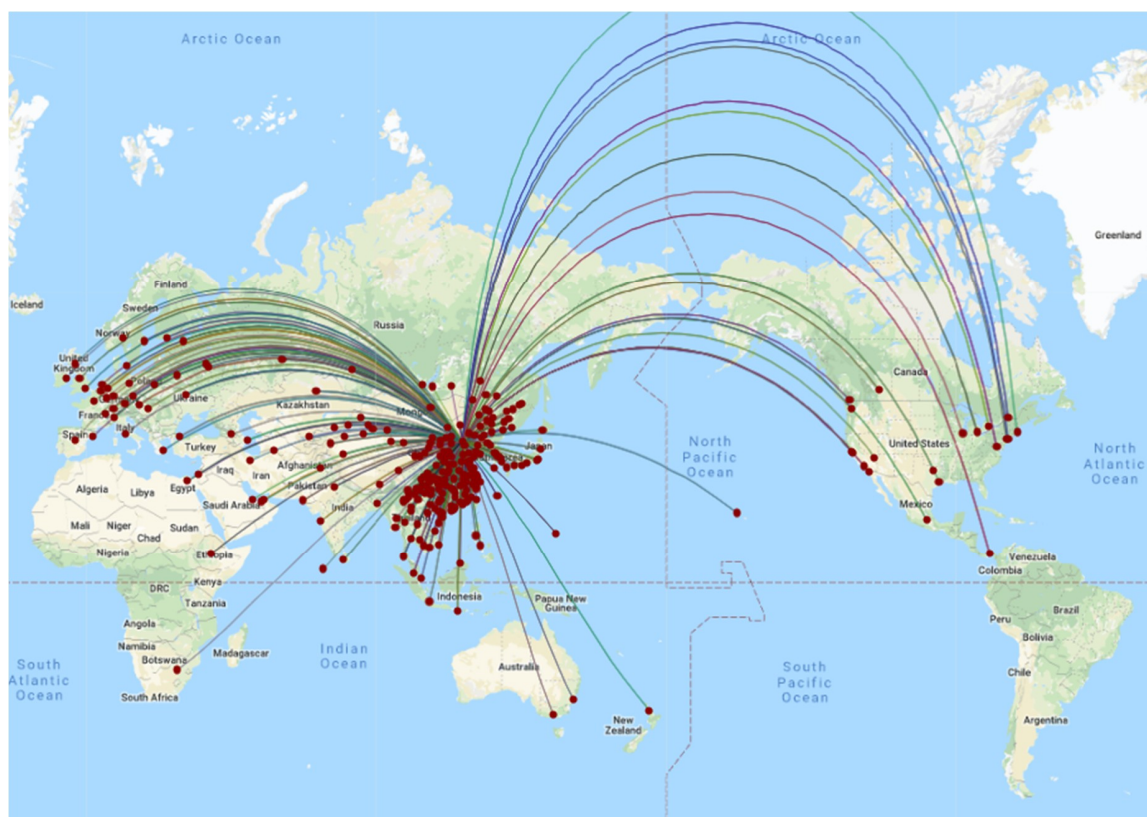 Arctic Ocean
Arctic Ocean
Greenland
Iceland
Finland
Sweden
Norway
Russia
United
Kingdom
Canada
Ukraine
Kazakhstan
Italy
Spain
Turkey
Japan
North
Pacific
Ocean
United States
North
Atlantic
Ocean
Iraq
Iran
Afghanistan
Pakistan
Algeria
Libya
Egypt
Saudi Arabia
India
Mexico
Mali
Niger
Chad
Sudan
Nigeria
Ethiopia
Venezuela
Colombia
DRC
Kenya
Tanzania
Indonesia
Papua New
Guinea
Peru
Brazil
Angola
Namibia
Botswana
Madagascar
Indian
Ocean
Bolivia
South
Atlantic
Ocean
Australia
South
Pacific
Ocean
Chile
South Africa
New
Zealand
Argentina